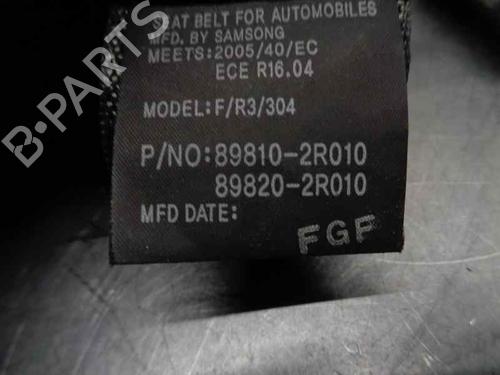 SEAT BELT FOR AUTOMOBILES
MFD. BY SAMSONG
MEETS:2005/40/EC
ECE R16.04
MODEL:F/R3/304
P/NO:89810-2R010
89820-2R010
MFD DATE:
FGF
B-PARTS